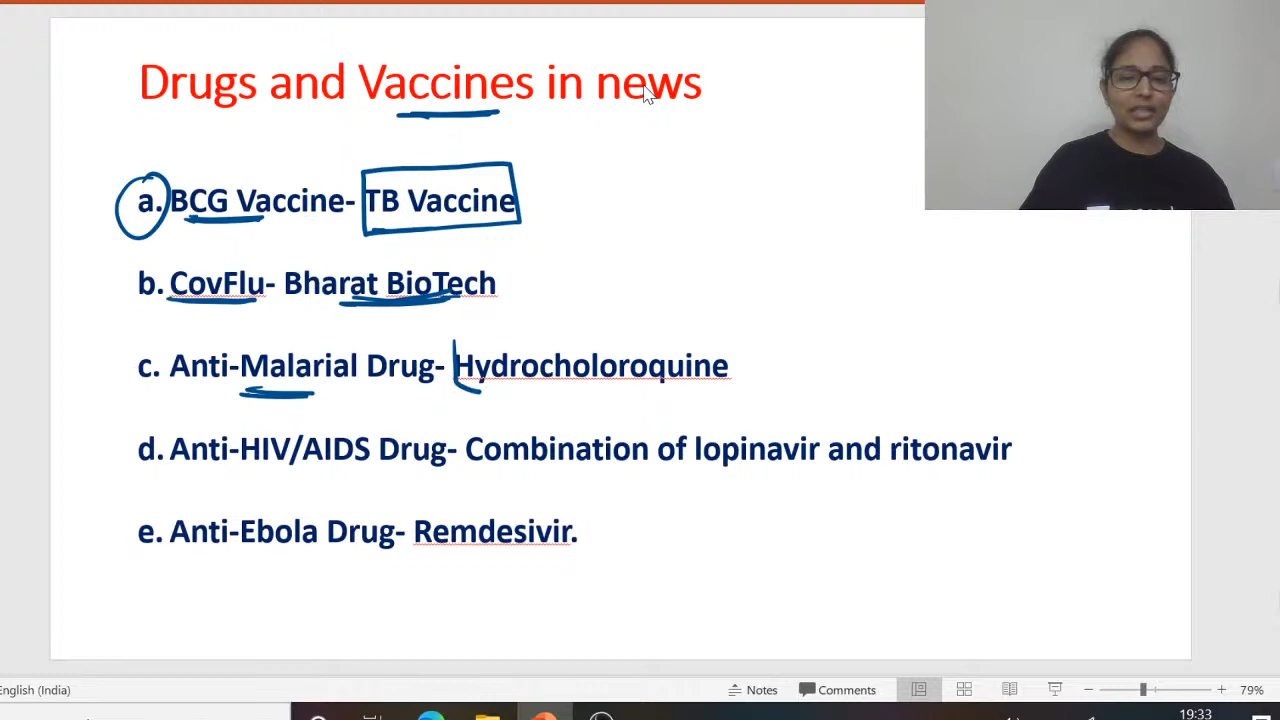 Drugs and Vaccines in news
a. BCG Vaccine- TB Vaccine
b. CovFlu- Bharat BioTech
c. Anti-Malarial Drug- Hydrocholoroquine
d. Anti-HIV/AIDS Drug- Combination of lopinavir and ritonavir
e. Anti-Ebola Drug- Remdesivir.
English (India)
Notes
Comments
79%
19:33